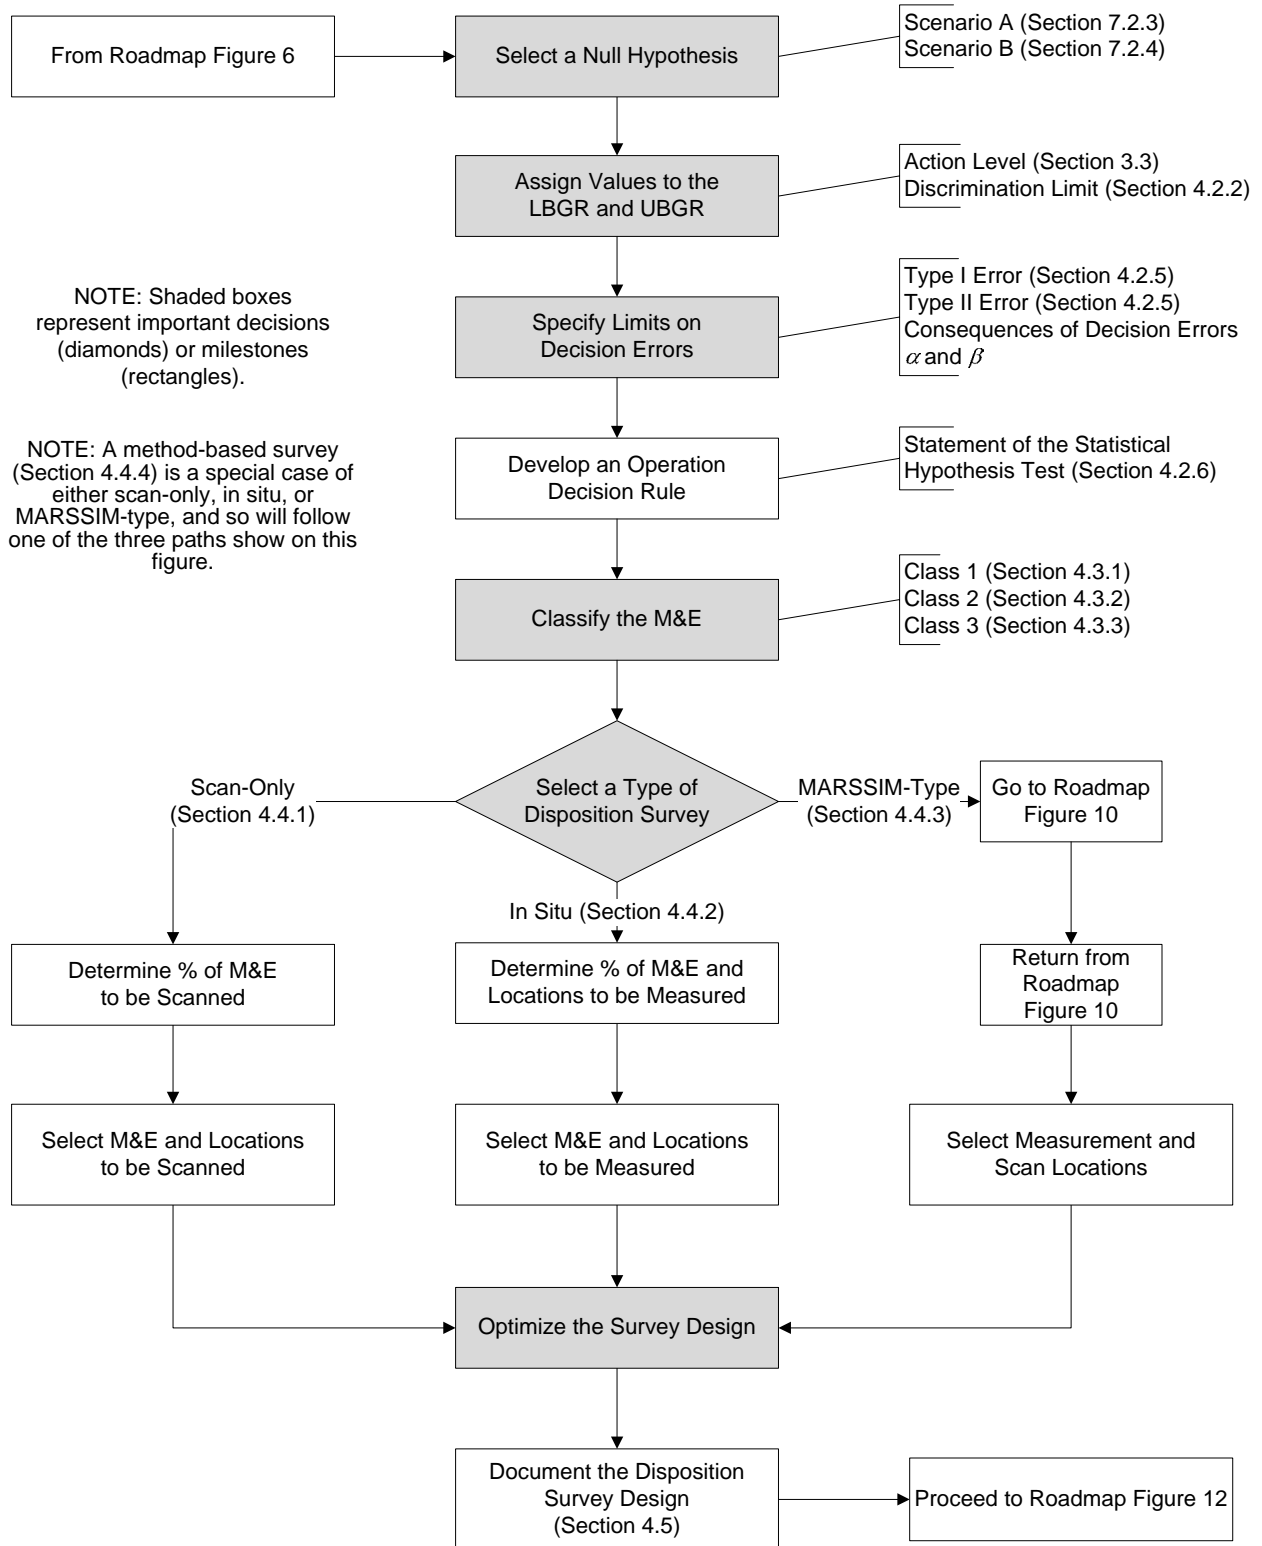 From Roadmap Figure 6
Select a Null Hypothesis
Scenario A (Section 7.2.3)
Scenario B (Section 7.2.4)
Assign Values to the
LBGR and UBGR
Action Level (Section 3.3)
Discrimination Limit (Section 4.2.2)
NOTE: Shaded boxes
represent important decisions
(diamonds) or milestones
(rectangles).
Specify Limits on
Decision Errors
Type I Error (Section 4.2.5)
Type II Error (Section 4.2.5)
Consequences of Decision Errors
α and β
NOTE: A method-based survey
(Section 4.4.4) is a special case of
either scan-only, in situ, or
MARSSIM-type, and so will follow
one of the three paths show on this
figure.
Develop an Operation
Decision Rule
Statement of the Statistical
Hypothesis Test (Section 4.2.6)
Classify the M&E
Class 1 (Section 4.3.1)
Class 2 (Section 4.3.2)
Class 3 (Section 4.3.3)
Select a Type of
Disposition Survey
Scan-Only
(Section 4.4.1)
MARSSIM-Type
(Section 4.4.3)
Go to Roadmap
Figure 10
In Situ (Section 4.4.2)
Determine % of M&E
to be Scanned
Determine % of M&E and
Locations to be Measured
Return from
Roadmap
Figure 10
Select M&E and Locations
to be Scanned
Select M&E and Locations
to be Measured
Select Measurement and
Scan Locations
Optimize the Survey Design
Document the Disposition
Survey Design
(Section 4.5)
Proceed to Roadmap Figure 12